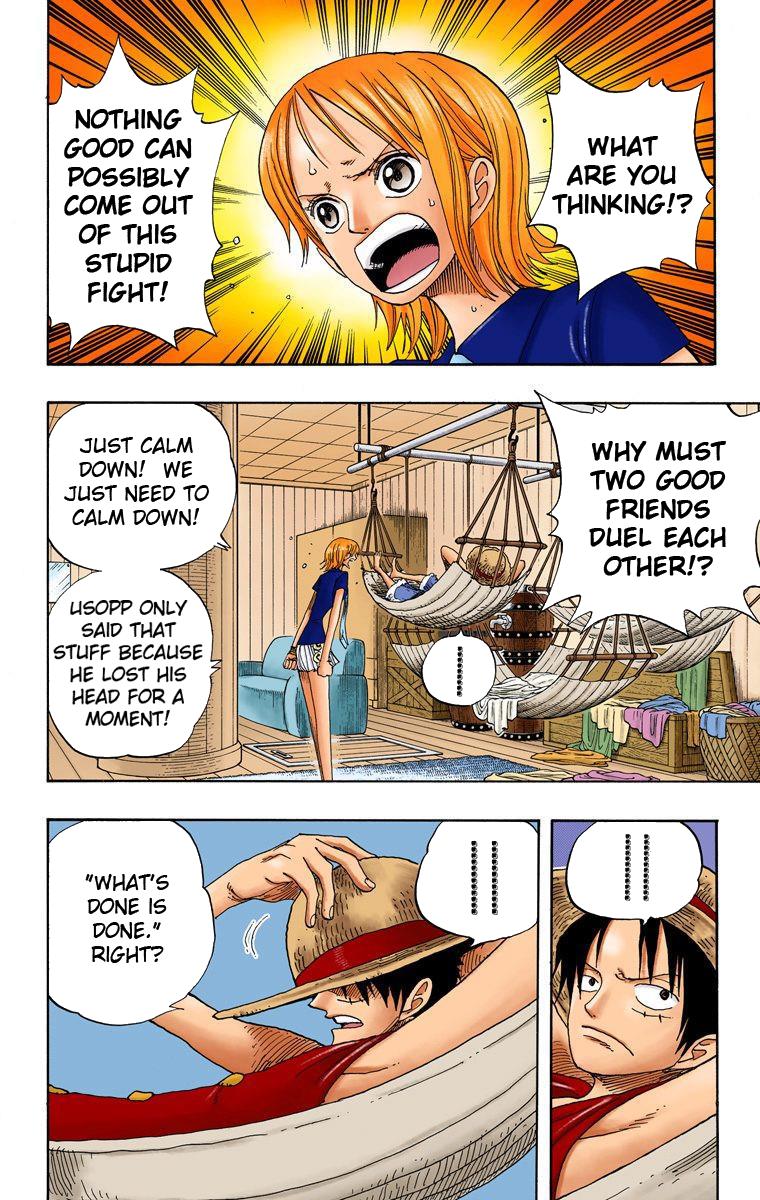 WHAT
ARE YOU
THINKING!?
NOTHING
GOOD CAN
POSSIBLY
COME OUT
OF THIS
STUPID
FIGHT!
WHY MUST
TWO GOOD
FRIENDS
DUEL EACH
OTHER!?
JUST CALM
DOWN! WE
JUST NEED TO
CALM DOWN!
USOPP ONLY
SAID THAT
STUFF BECAUSE
HE LOST HIS
HEAD FOR A
MOMENT!
"WHAT'S
DONE IS
DONE."
RIGHT?